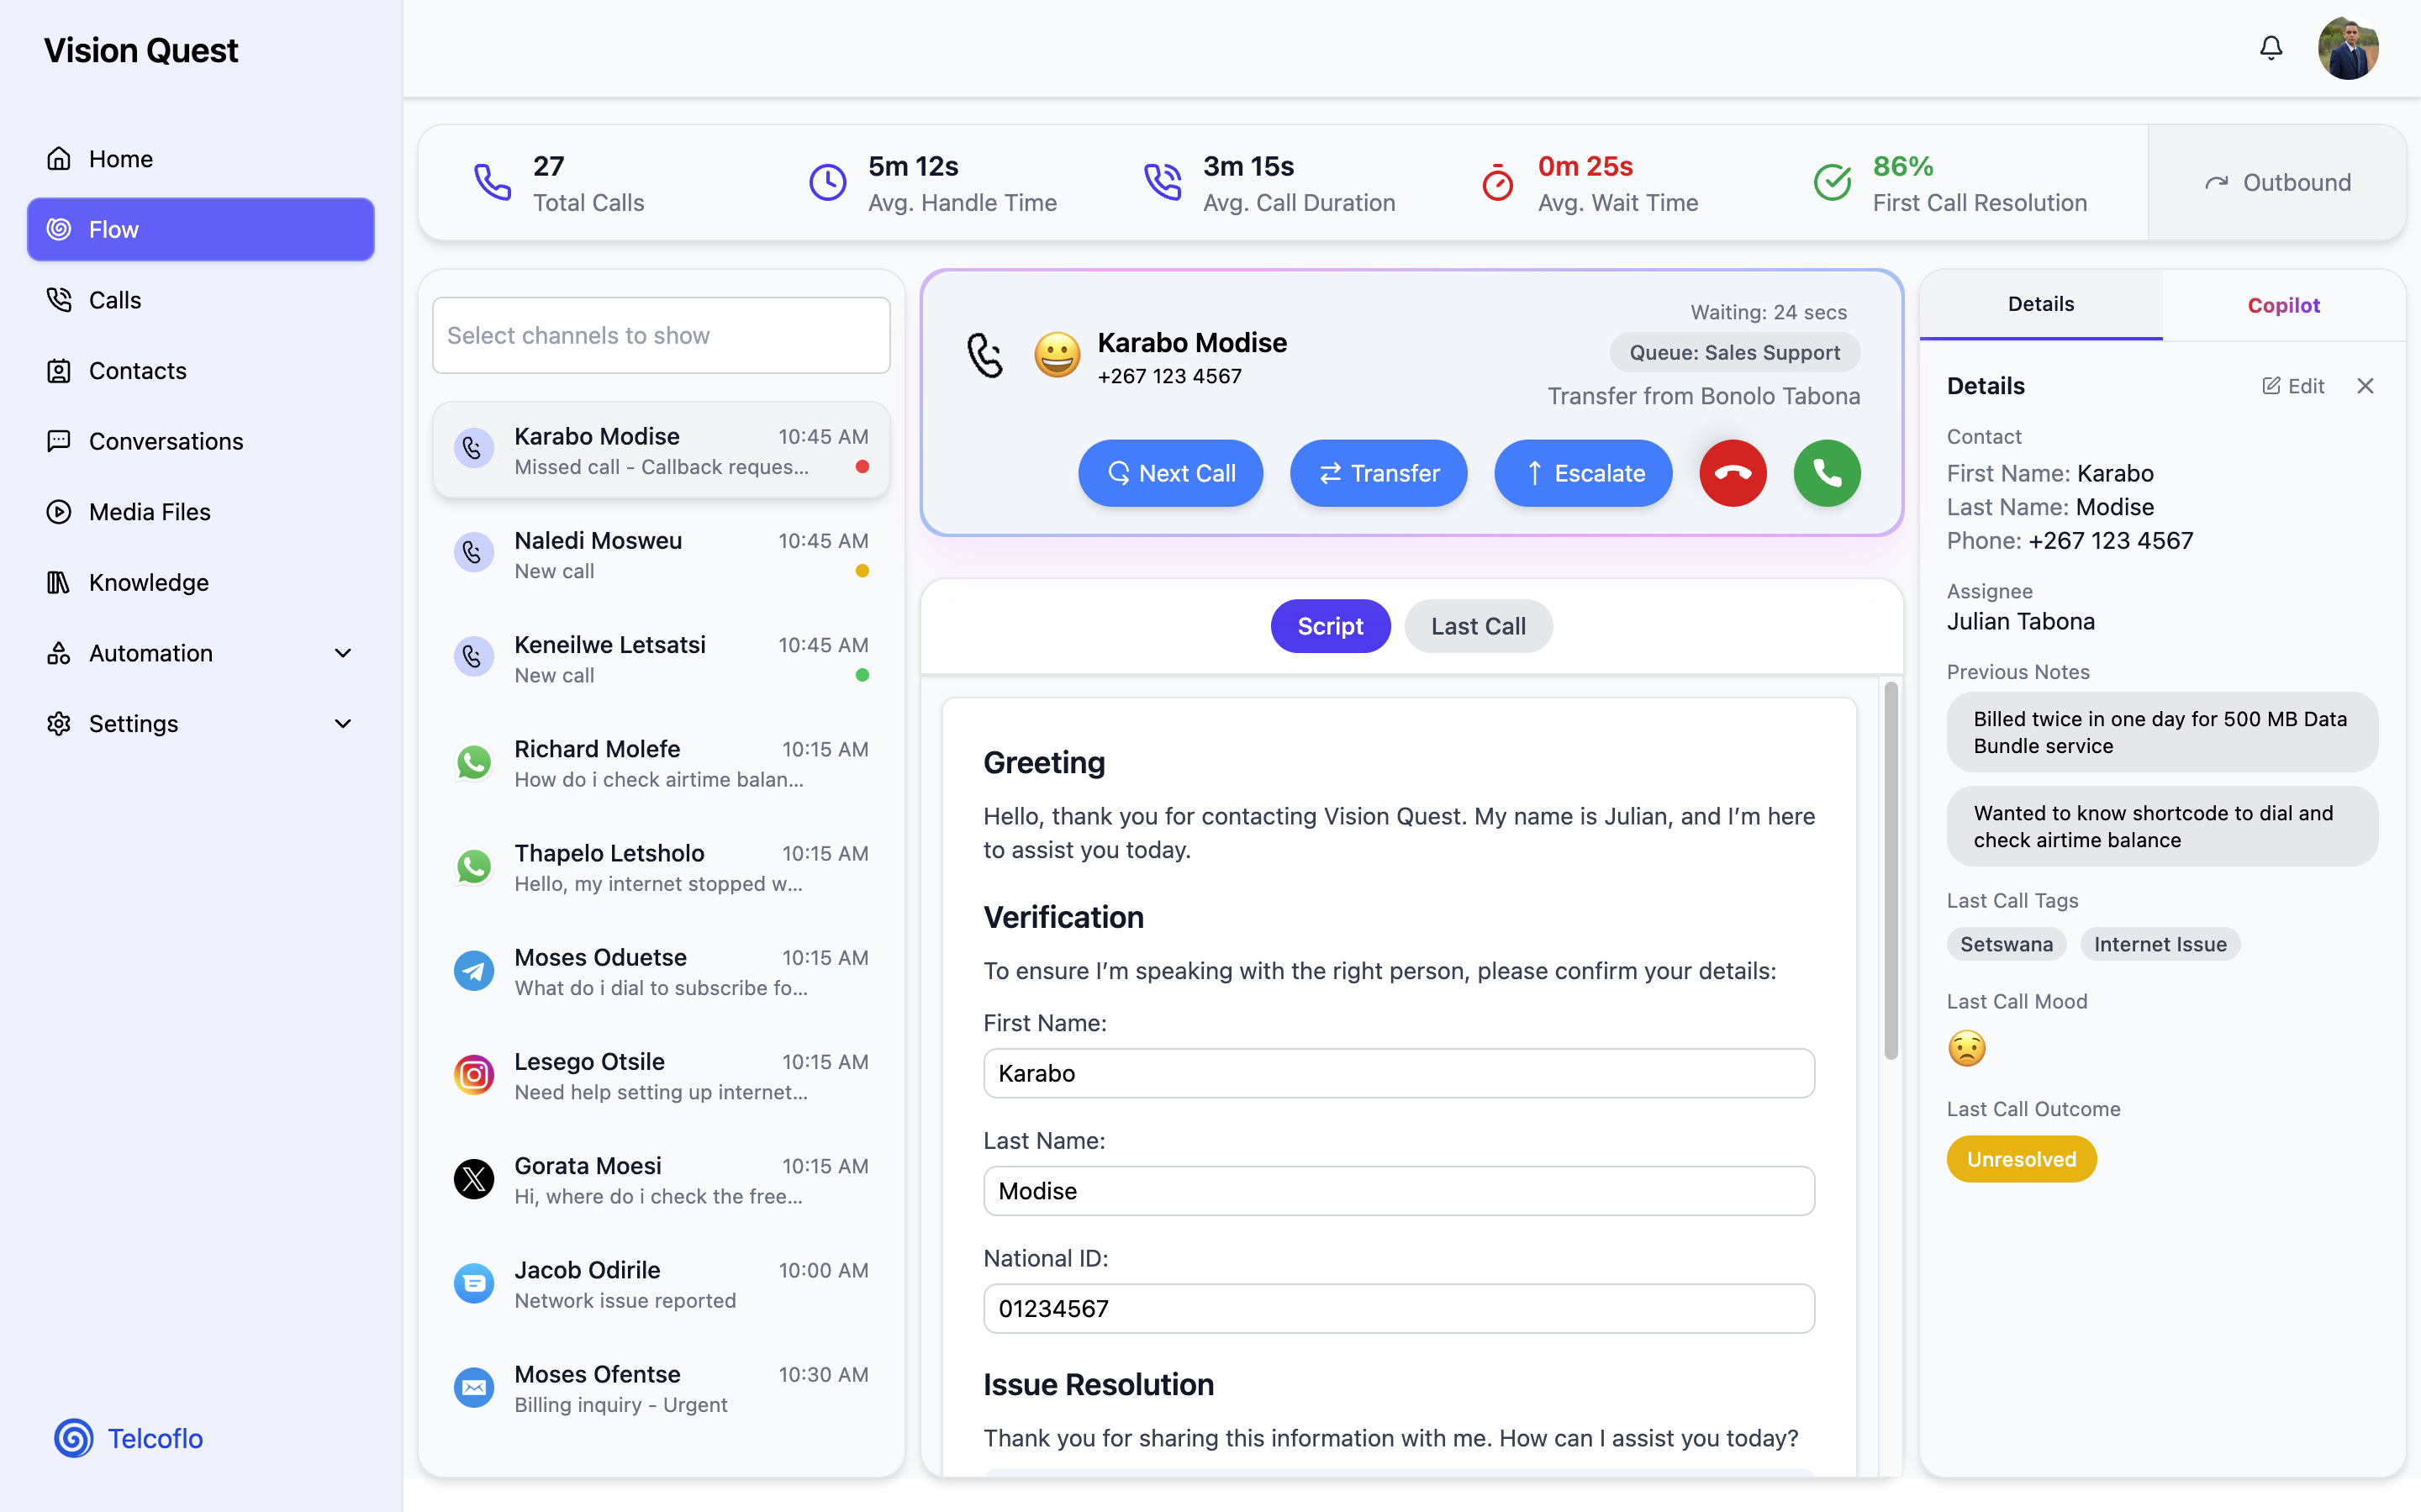 Vision Quest
Home
Flow
Calls
Contacts
Conversations
Media Files
Knowledge
Automation
Settings
Telcoflo
27
Total Calls
5m 12s
Avg. Handle Time
3m 15s
Avg. Call Duration
0m 25s
Avg. Wait Time
86%
First Call Resolution
Outbound
Select channels to show
Karabo Modise 10:45 AM
Missed call - Callback reques...
Naledi Mosweu 10:45 AM
New call
Keneilwe Letsatsi 10:45 AM
New call
Richard Molefe 10:15 AM
How do i check airtime balan...
Thapelo Letsholo 10:15 AM
Hello, my internet stopped w...
Moses Oduetse 10:15 AM
What do i dial to subscribe fo...
Lesego Otsile 10:15 AM
Need help setting up internet...
Gorata Moesi 10:15 AM
Hi, where do i check the free...
Jacob Odirile 10:00 AM
Network issue reported
Moses Ofentse 10:30 AM
Billing inquiry - Urgent
Karabo Modise
+267 123 4567
Waiting: 24 secs
Queue: Sales Support
Transfer from Bonolo Tabona
Next Call
Transfer
Escalate
Script
Last Call
Greeting
Hello, thank you for contacting Vision Quest. My name is Julian, and I’m here
to assist you today.
Verification
To ensure I’m speaking with the right person, please confirm your details:
First Name:
Karabo
Last Name:
Modise
National ID:
01234567
Issue Resolution
Thank you for sharing this information with me. How can I assist you today?
Details
Copilot
Details
Edit
Contact
First Name: Karabo
Last Name: Modise
Phone: +267 123 4567
Assignee
Julian Tabona
Previous Notes
Billed twice in one day for 500 MB Data
Bundle service
Wanted to know shortcode to dial and
check airtime balance
Last Call Tags
Setswana
Internet Issue
Last Call Mood
Last Call Outcome
Unresolved